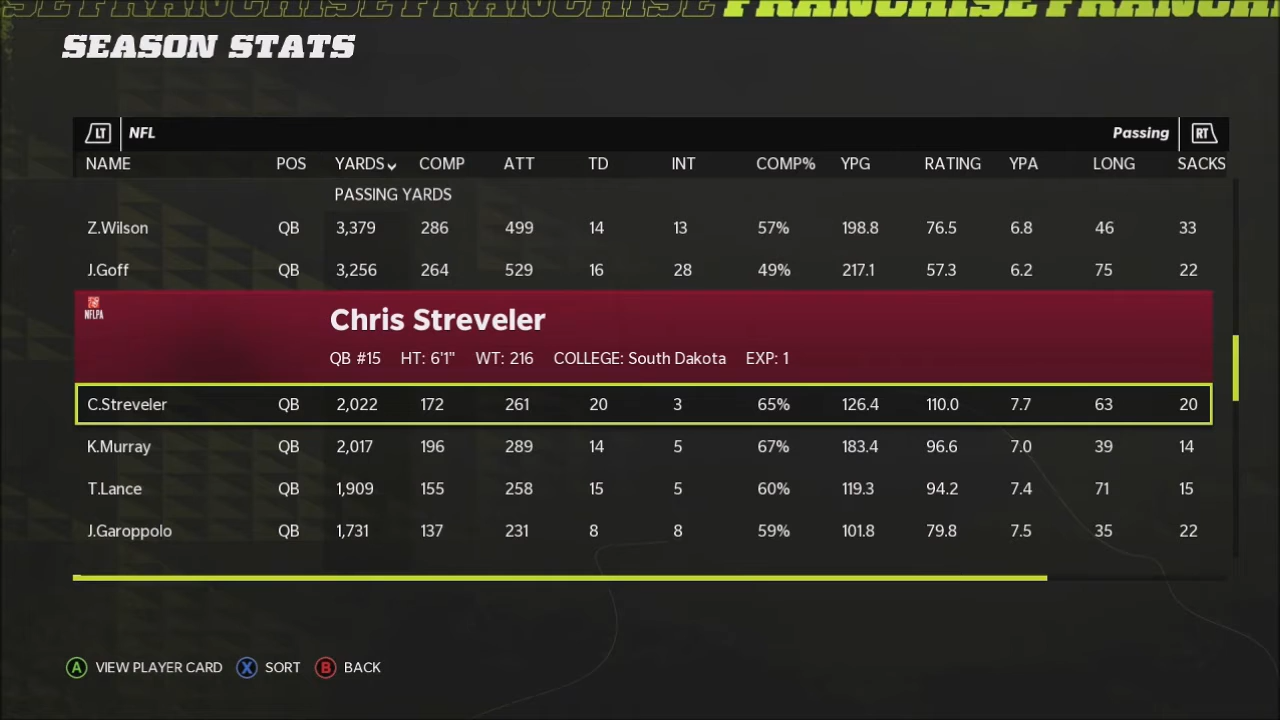 SE FRANCHISE FRANCHISE FRANCHISE FRANCHI
SEASON STATS
LT NFL Passing RT
NAME POS YARDS COMP ATT TD INT COMP% YPG RATING YPA LONG SACKS
PASSING YARDS
Z.Wilson QB 3,379 286 499 14 13 57% 198.8 76.5 6.8 46 33
J.Goff QB 3,256 264 529 16 28 49% 217.1 57.3 6.2 75 22
NFLPA
Chris Streveler
QB #15 HT: 6'1" WT: 216 COLLEGE: South Dakota EXP: 1
C.Streveler QB 2,022 172 261 20 3 65% 126.4 110.0 7.7 63 20
K.Murray QB 2,017 196 289 14 5 67% 183.4 96.6 7.0 39 14
T.Lance QB 1,909 155 258 15 5 60% 119.3 94.2 7.4 71 15
J.Garoppolo QB 1,731 137 231 8 8 59% 101.8 79.8 7.5 35 22
A VIEW PLAYER CARD X SORT B BACK